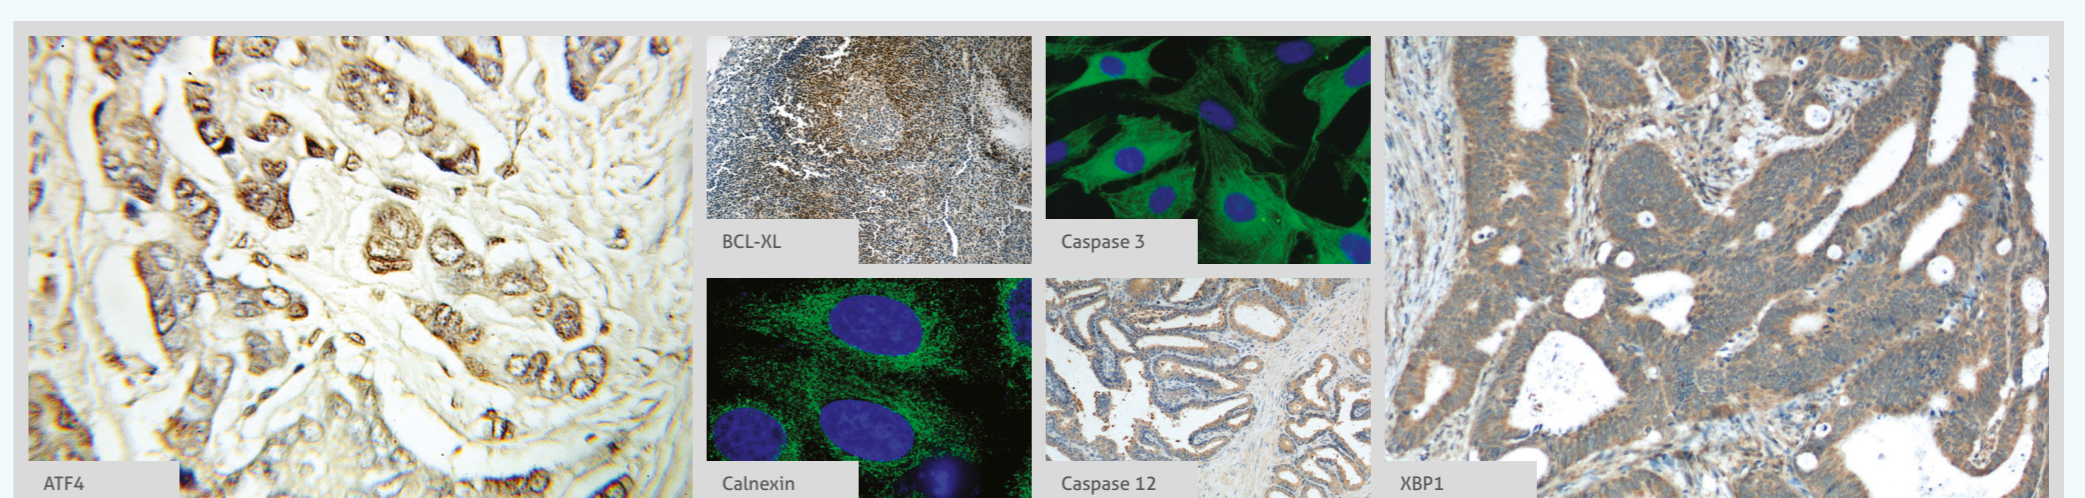 ATF4
BCL-XL
Caspase 3
Calnexin
Caspase 12
XBP1